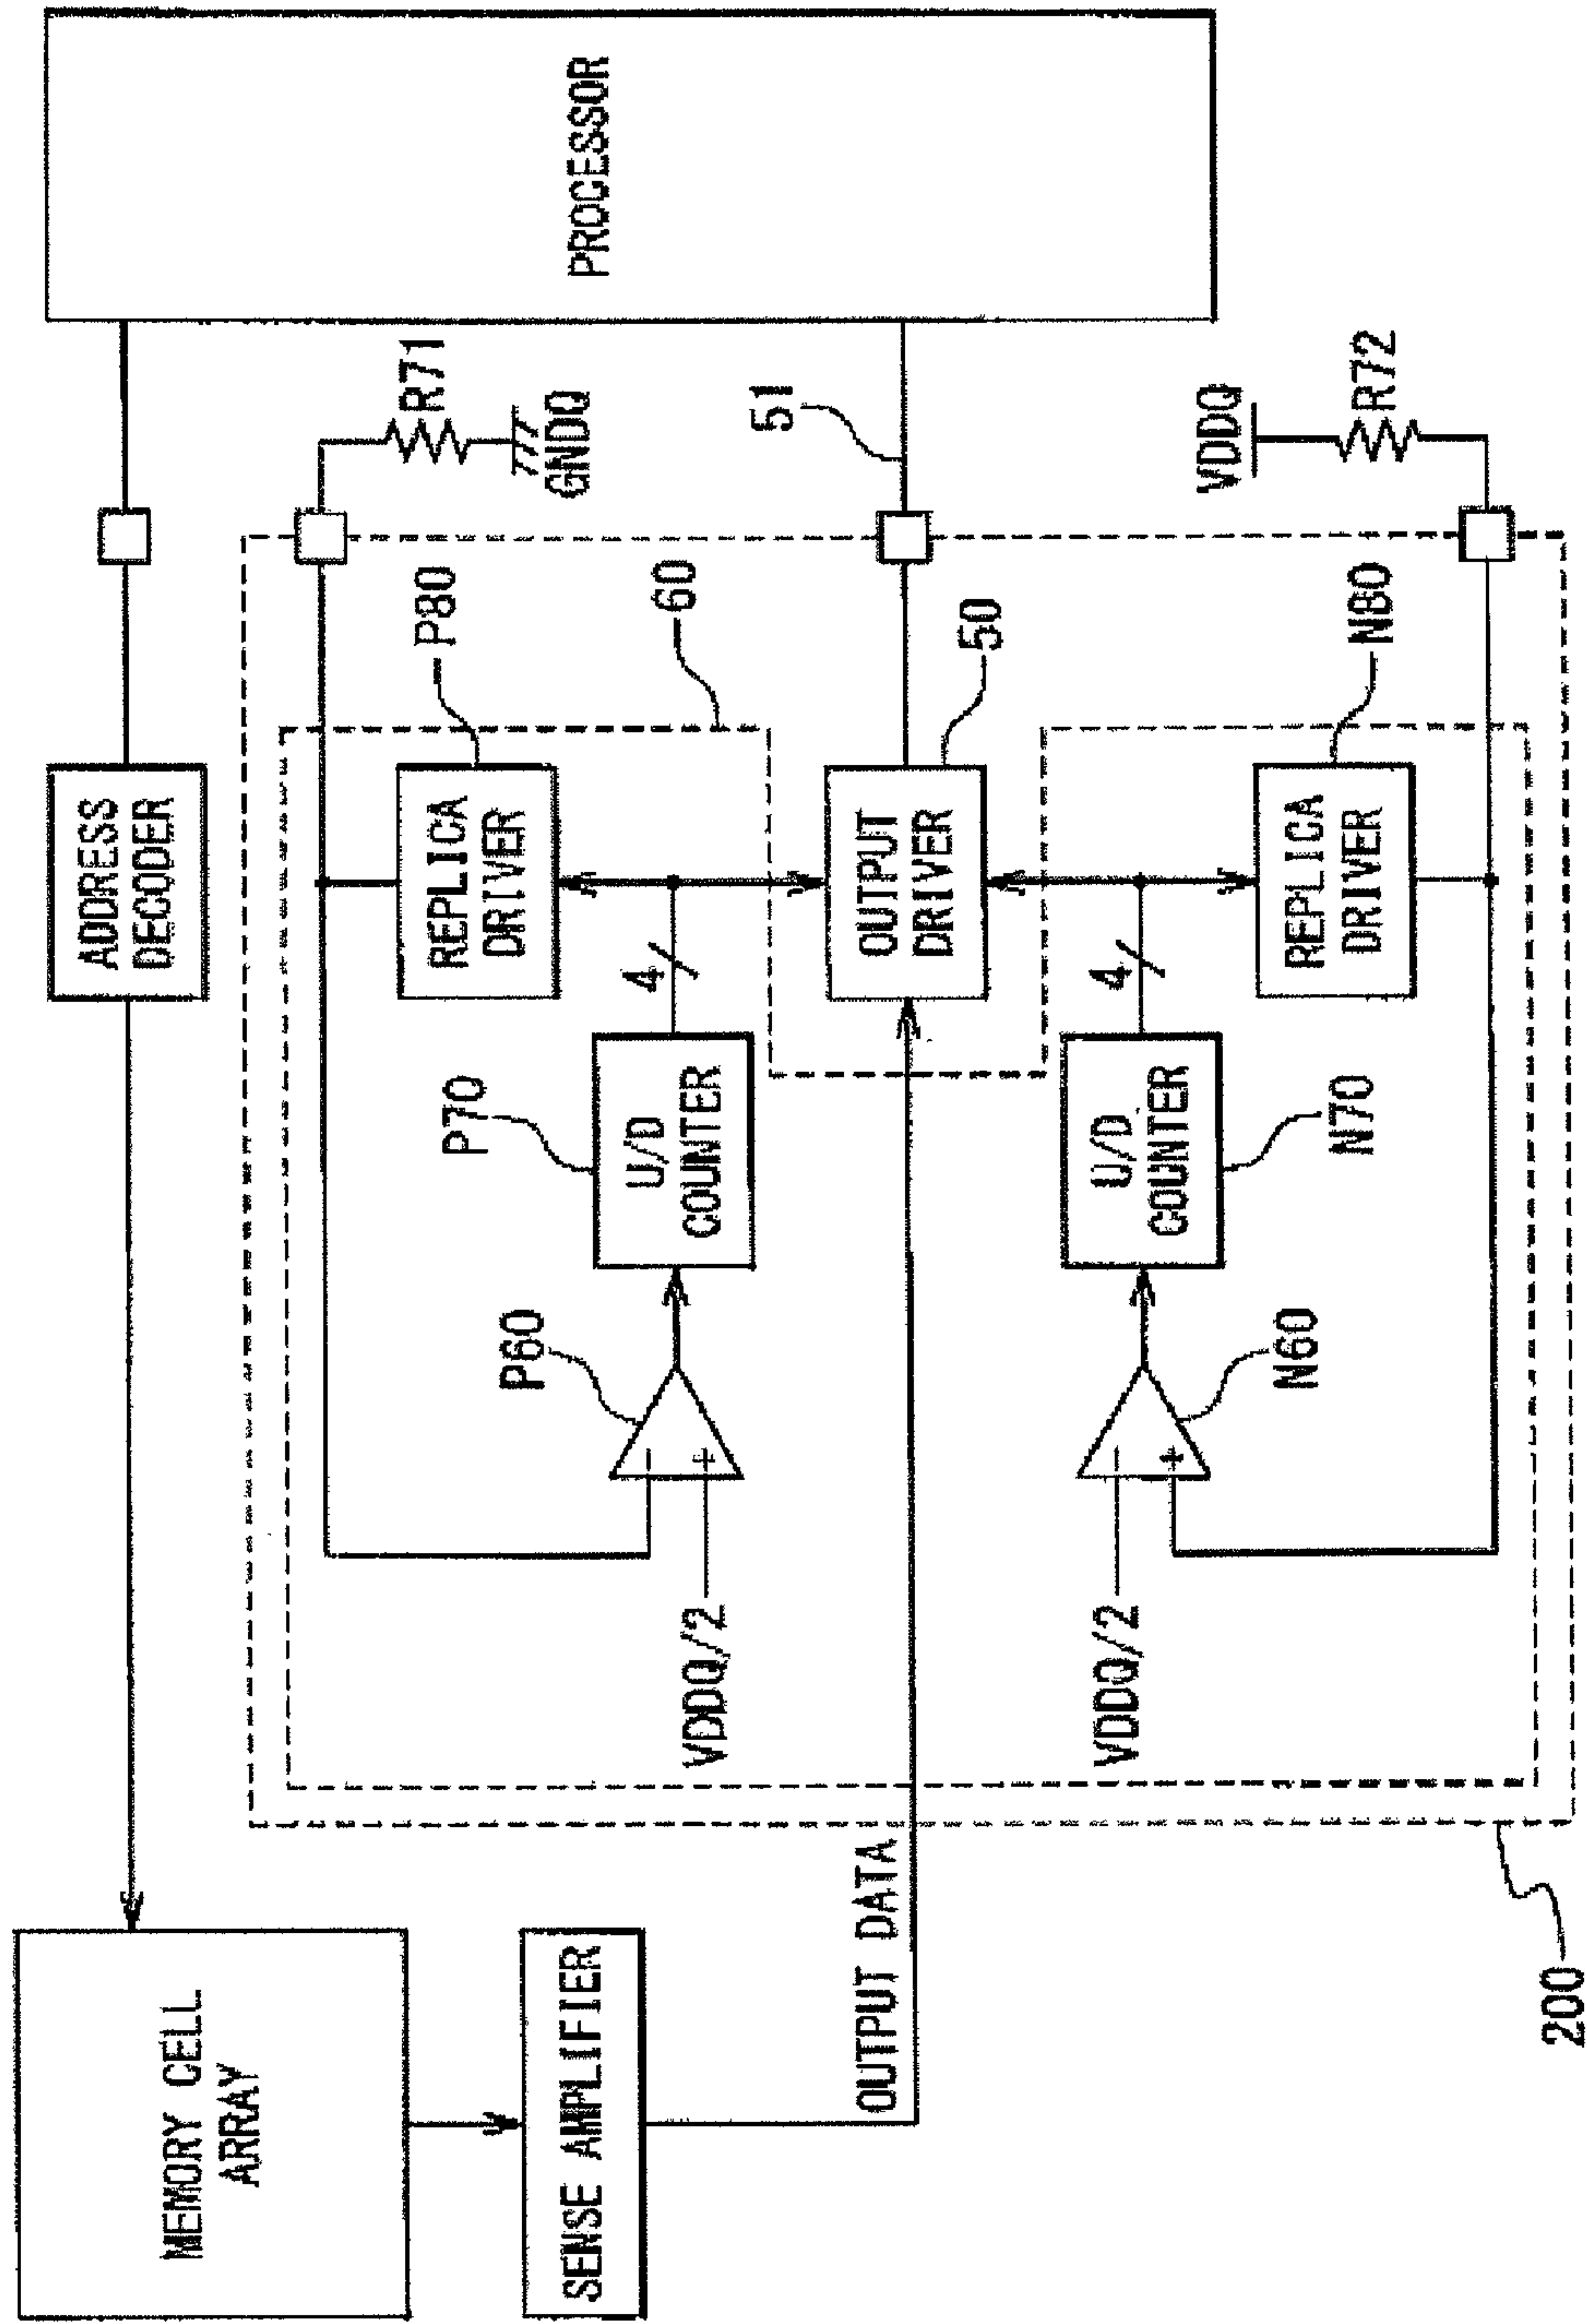 MEMORY CELL
ARRAY
ADDRESS
DECODER
PROCESSOR
SENSE AMPLIFIER
OUTPUT DATA
200
R71
GNDQ
P80
REPLICA
DRIVER
60
P70
U/D
COUNTER
4
P60
VDDQ/2
51
50
OUTPUT
DRIVER
VDDQ
R72
N80
REPLICA
DRIVER
4
U/D
COUNTER
N70
N60
VDDQ/2
-
+
-
+